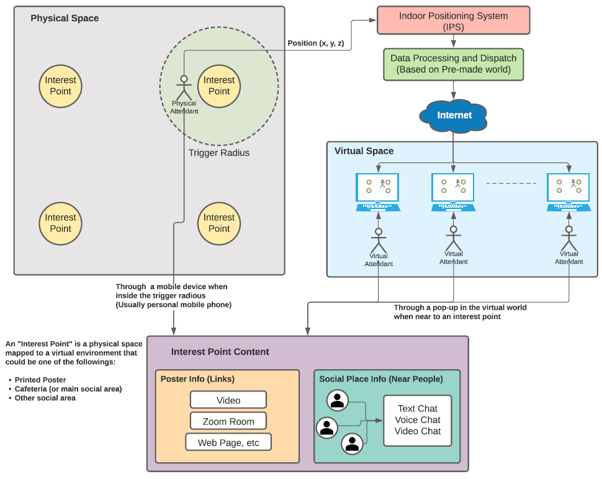 Physical Space
Indoor Positioning System
(IPS)
Position (x, y, z)
Data Processing and Dispatch
(Based on Pre-made world)
Interest
Point
Interest
Point
Physical
Attendant
Trigger Radius
Internet
Virtual Space
Interest
Point
Interest
Point
Virtual
Attendant
Virtual
Attendant
Virtual
Attendant
Through a mobile device when
inside the trigger radious
(Usually personal mobile phone)
Through a pop-up in the virtual world
when near to an interest point
An "Interest Point" is a physical space
mapped to a virtual environment that
could be one of the followings:
• Printed Poster
• Cafeteria (or main social area)
• Other social area
Interest Point Content
Poster Info (Links)
Video
Zoom Room
Web Page, etc
Social Place Info (Near People)
Text Chat
Voice Chat
Video Chat